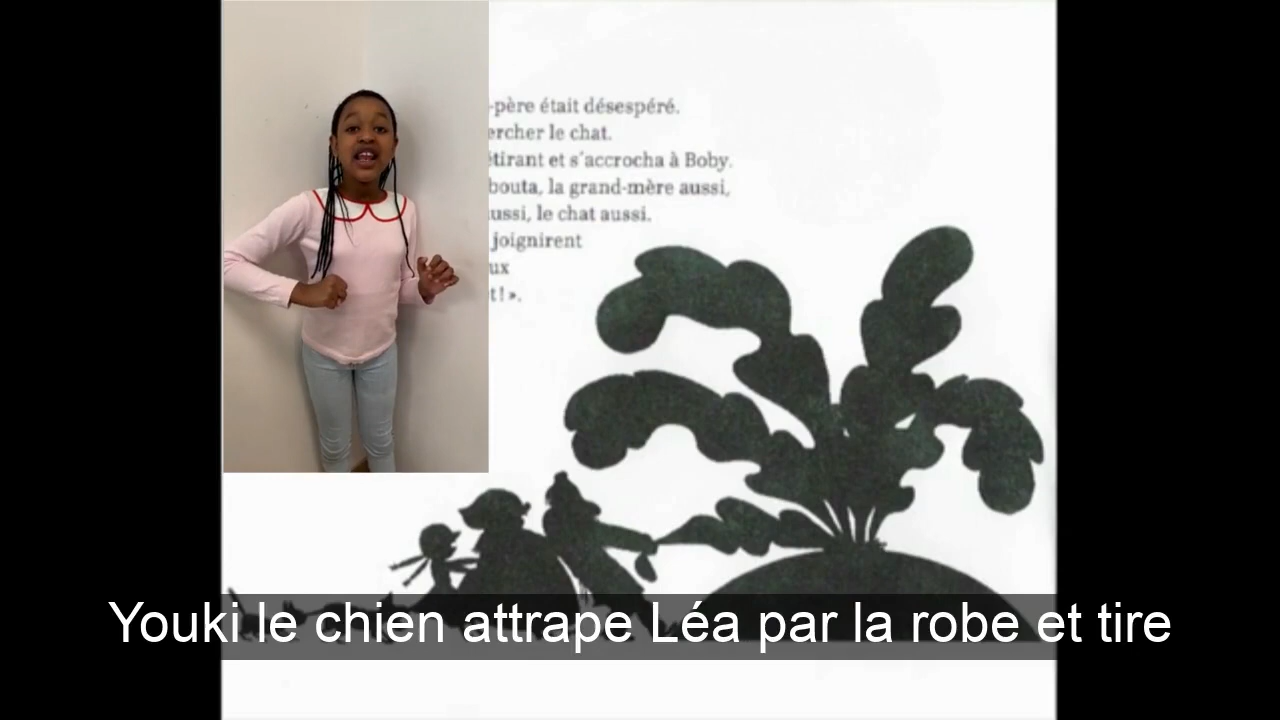 -père était désespéré.
ercher le chat.
étirant et s'accrocha à Boby.
bouta, la grand-mère aussi,
ussi, le chat aussi.
joignirent
ux
t ! ».
Youki le chien attrape Léa par la robe et tire